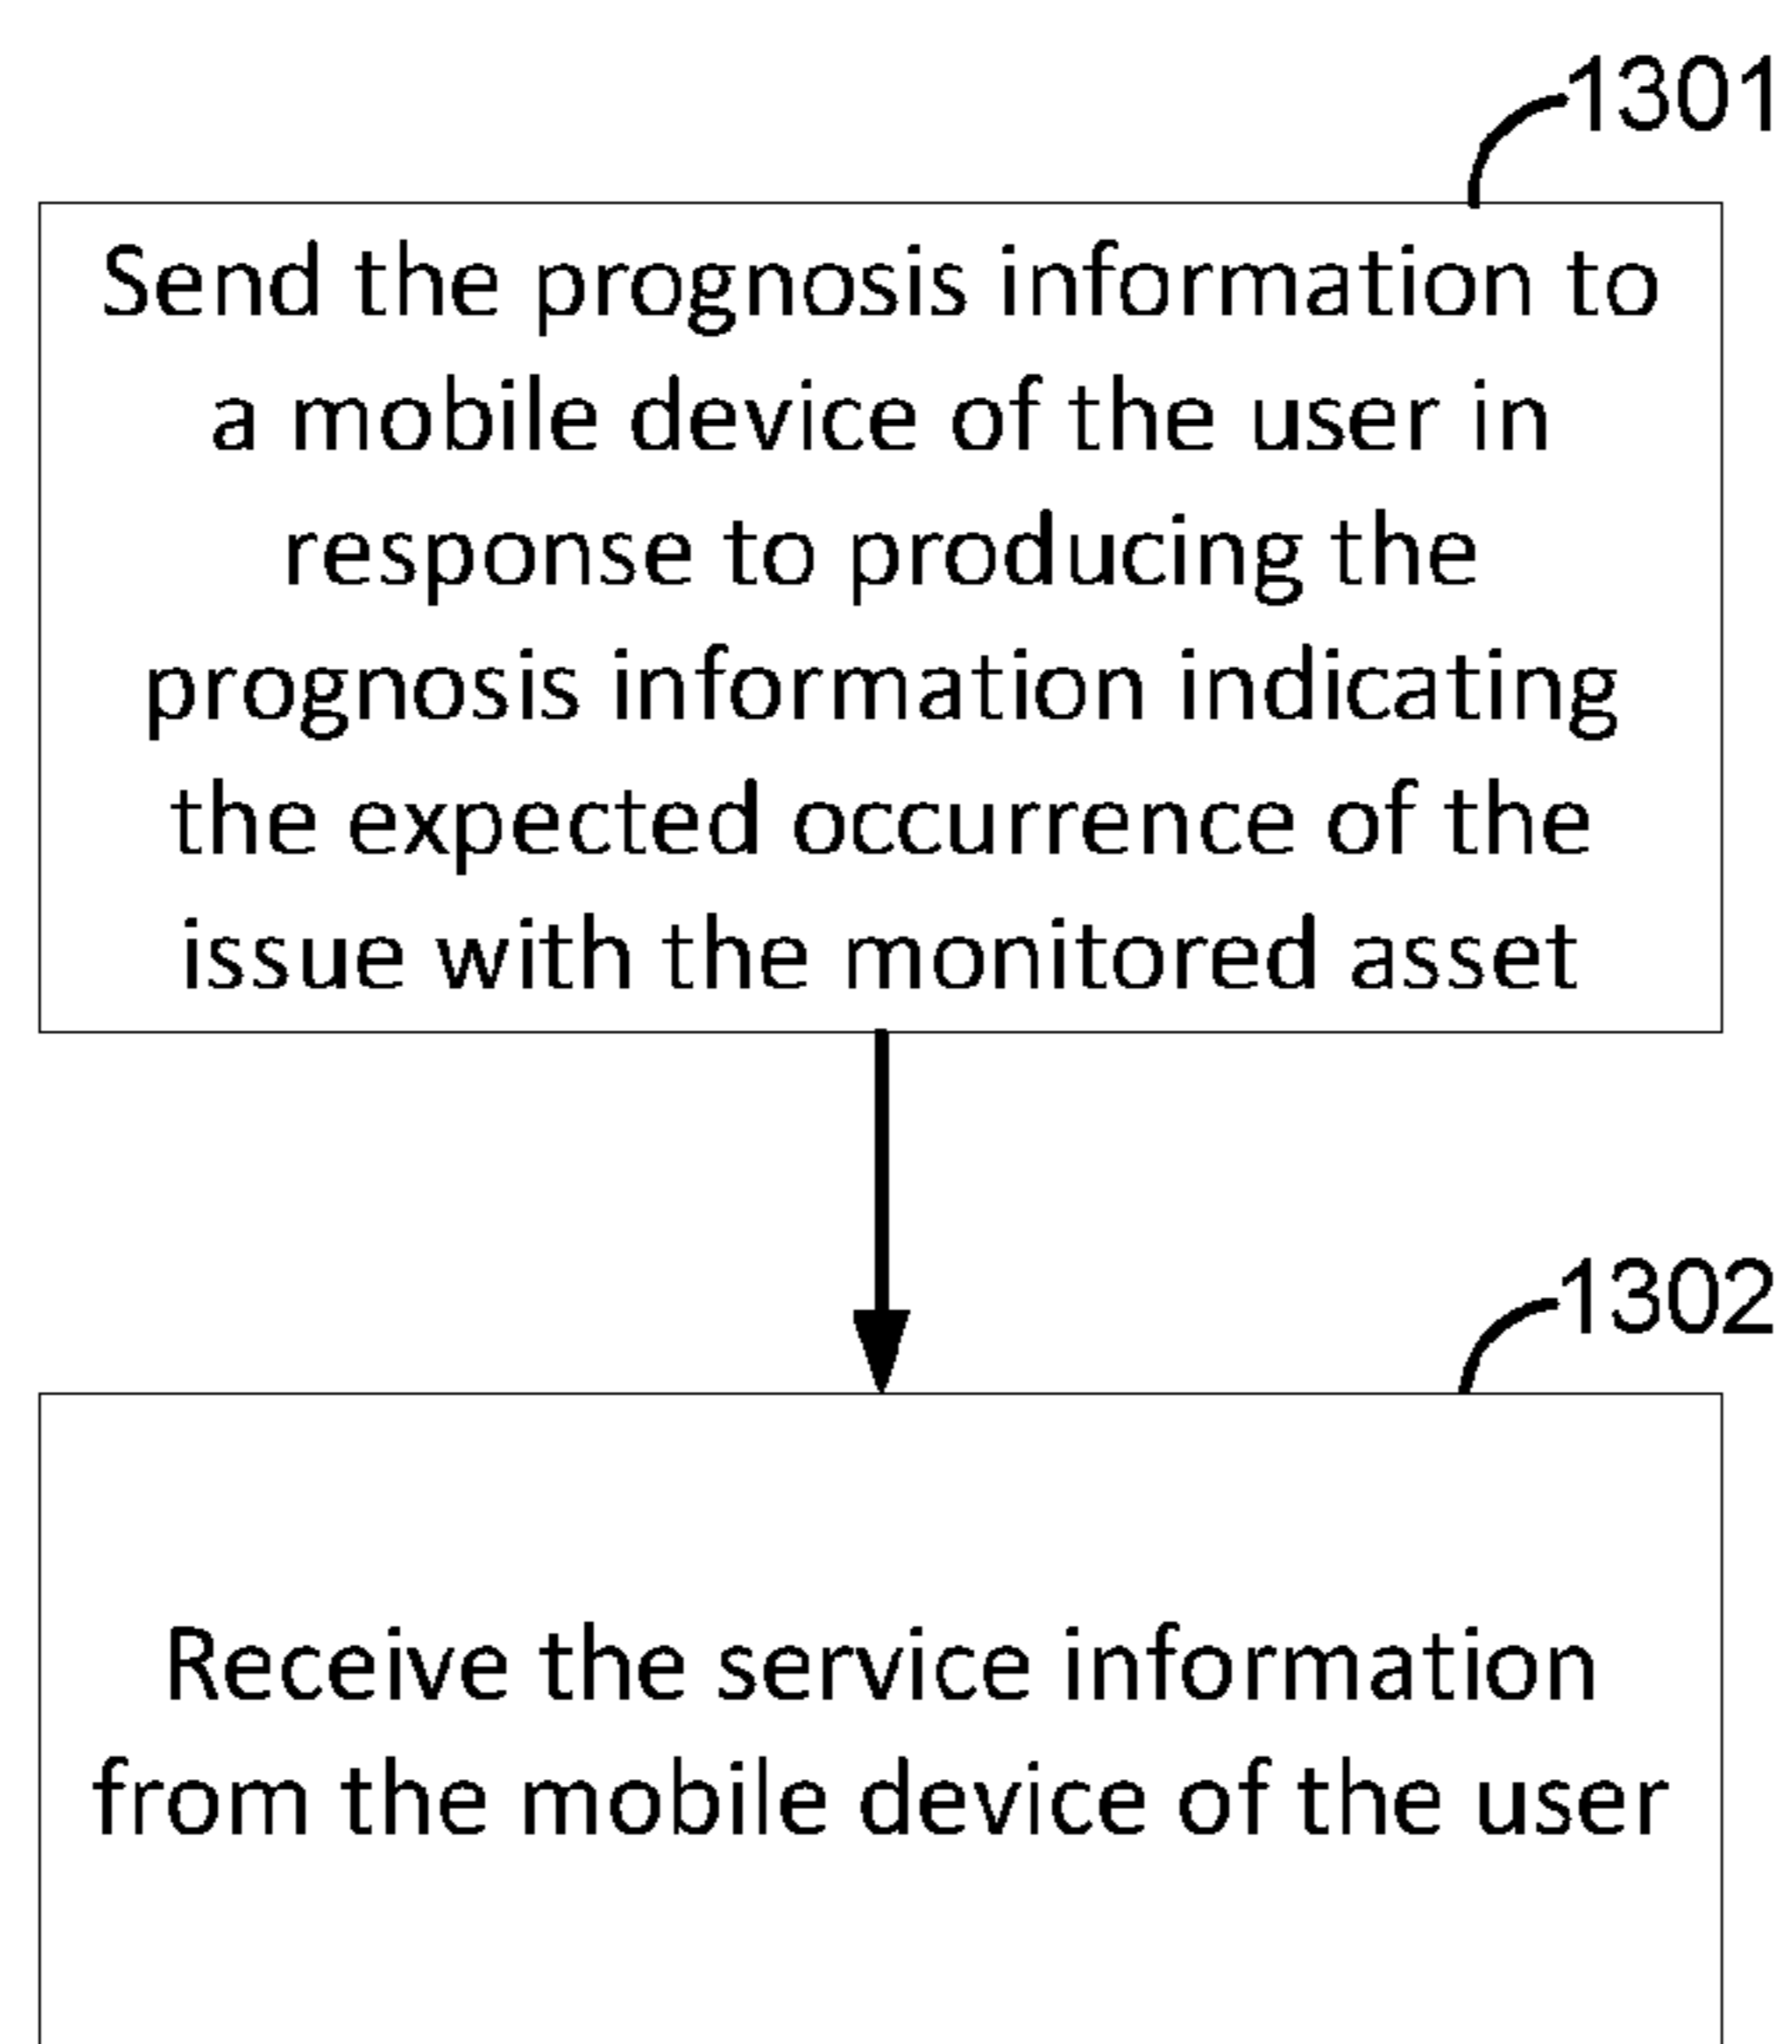 1301
Send the prognosis information to
a mobile device of the user in
response to producing the
prognosis information indicating
the expected occurrence of the
issue with the monitored asset
1302
Receive the service information
from the mobile device of the user